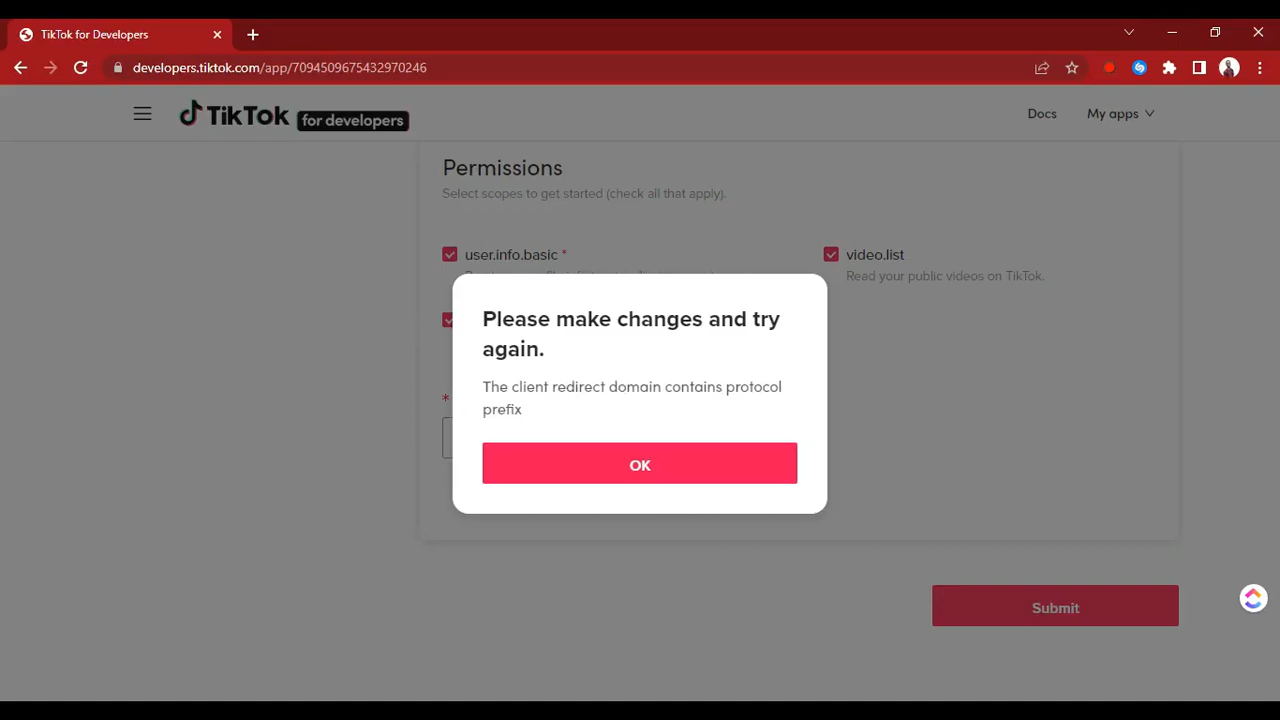 TikTok for Developers
developers.tiktok.com/app/7094509675432970246
TikTok for developers
Docs
My apps
Permissions
Select scopes to get started (check all that apply).
user.info.basic *
video.list
Read your public videos on TikTok.
Please make changes and try
again.
The client redirect domain contains protocol
prefix
*
OK
Submit